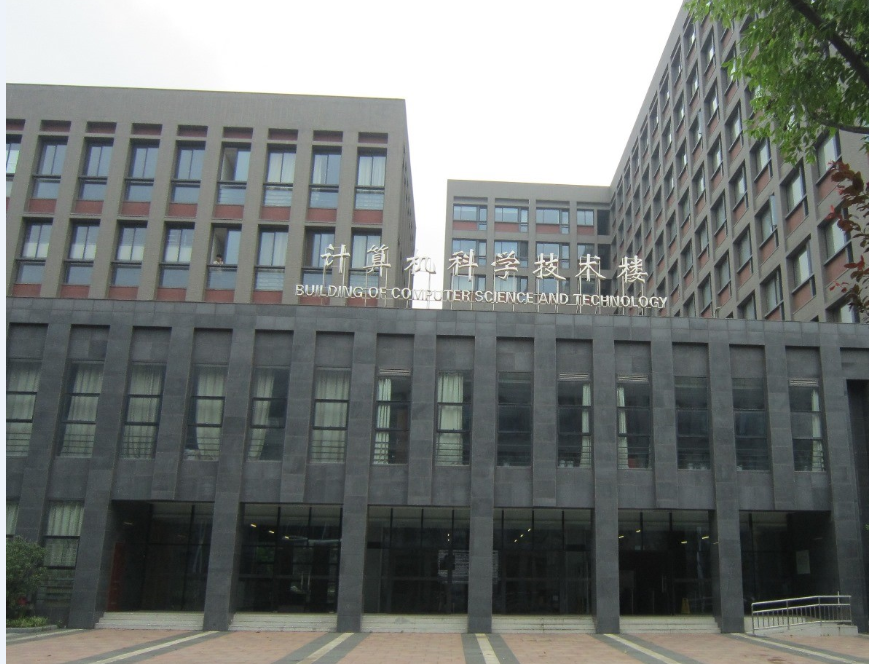 计算机科学技术楼
BUILDING OF COMPUTER SCIENCE AND TECHNOLOGY